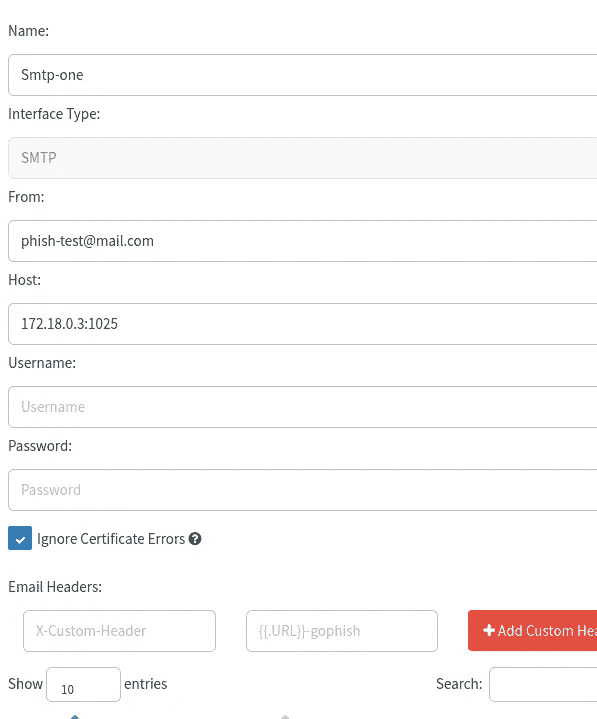 Name:
Smtp-one
Interface Type:
SMTP
From:
phish-test@mail.com
Host:
172.18.0.3:1025
Username:
Username
Password:
Password
Ignore Certificate Errors ?
Email Headers:
X-Custom-Header {{.URL}}-gophish + Add Custom Hea
Show 10 entries Search: